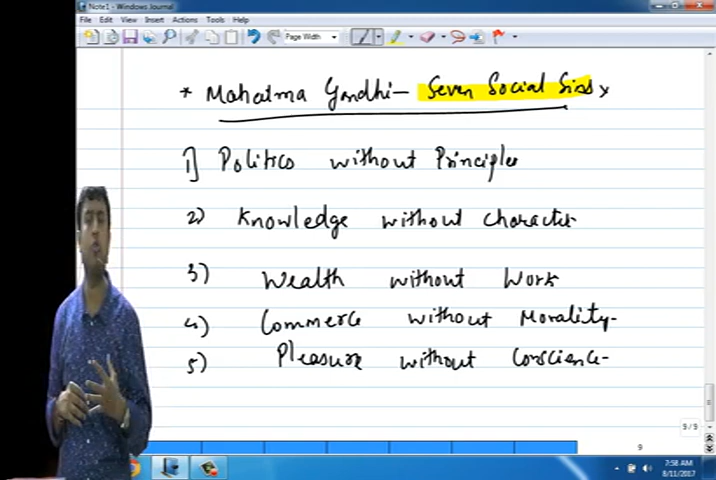 Note1 - Windows Journal
File Edit View Insert Actions Tools Help
Page Width
* Mahatma Gandhi - Seven Social Sins x
1] Politics without Principles
2) Knowledge without character
3) Wealth without Work
4) Commerce without Morality-
5) Pleasure without Conscience-
9/9
9
7:58 AM
8/11/2017